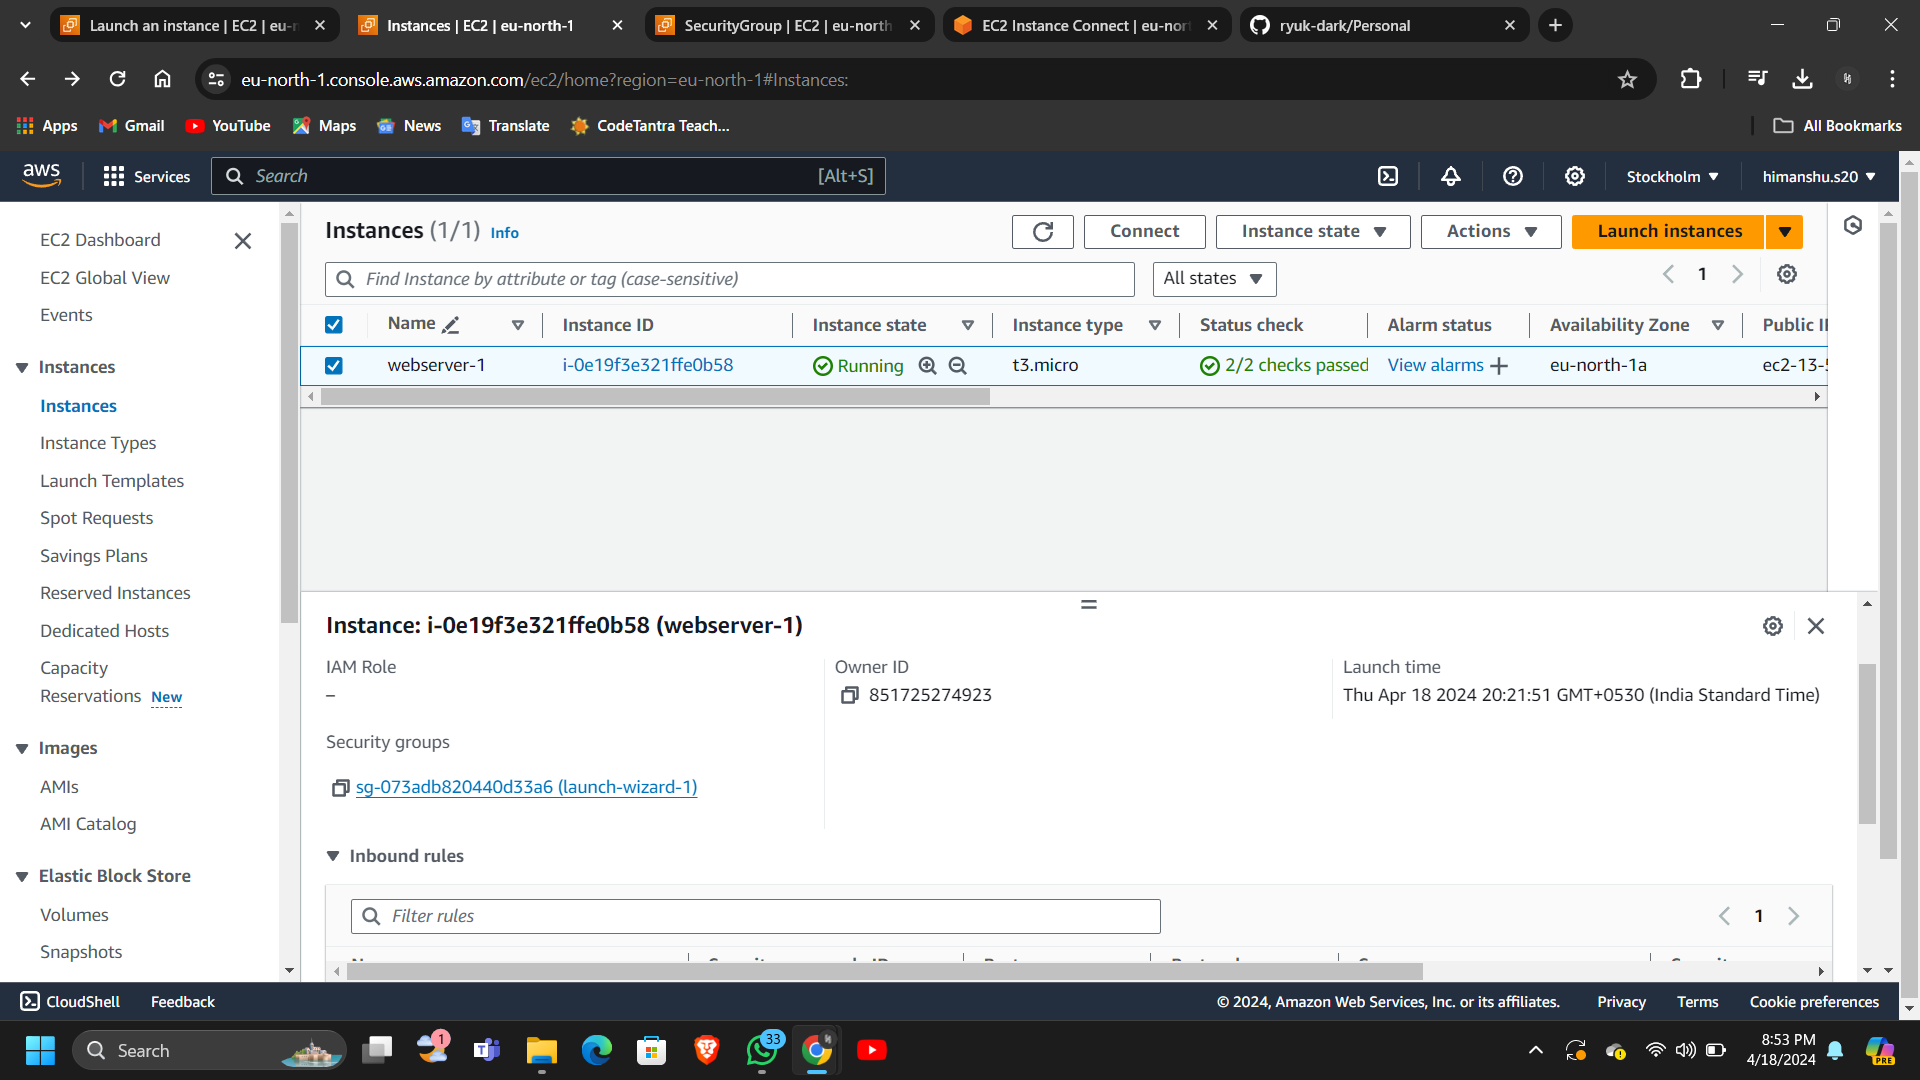 Launch an instance | EC2 | eu-n
Instances | EC2 | eu-north-1
SecurityGroup | EC2 | eu-north
EC2 Instance Connect | eu-nor
ryuk-dark/Personal
eu-north-1.console.aws.amazon.com/ec2/home?region=eu-north-1#Instances:
Apps
Gmail
YouTube
Maps
News
Translate
CodeTantra Teach...
All Bookmarks
aws
Services
Search
[Alt+S]
Stockholm
himanshu.s20
EC2 Dashboard
EC2 Global View
Events
Instances
Instances
Instance Types
Launch Templates
Spot Requests
Savings Plans
Reserved Instances
Dedicated Hosts
Capacity
Reservations New
Images
AMIs
AMI Catalog
Elastic Block Store
Volumes
Snapshots
Instances (1/1) Info
Connect
Instance state
Actions
Launch instances
Find Instance by attribute or tag (case-sensitive)
All states
1
Name
Instance ID
Instance state
Instance type
Status check
Alarm status
Availability Zone
Public I
webserver-1
i-0e19f3e321ffe0b58
Running
t3.micro
2/2 checks passed
View alarms
eu-north-1a
ec2-13-5
Instance: i-0e19f3e321ffe0b58 (webserver-1)
IAM Role
–
Owner ID
851725274923
Launch time
Thu Apr 18 2024 20:21:51 GMT+0530 (India Standard Time)
Security groups
sg-073adb820440d33a6 (launch-wizard-1)
Inbound rules
Filter rules
1
CloudShell
Feedback
© 2024, Amazon Web Services, Inc. or its affiliates.
Privacy
Terms
Cookie preferences
Search
1
33
8:53 PM
4/18/2024
PRE